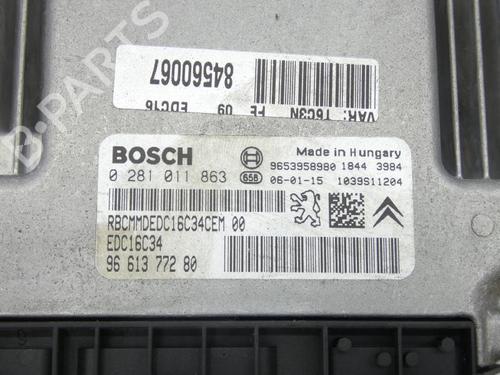 B-PARTS
84560067
VAR: T6C3N FE 09 EDC16
BOSCH
Made in Hungary
9653958980 1844 3984
0 281 011 863
658
06-01-15 1039S11204
RBCMMDEDC16C34CEM 00
EDC16C34
96 613 772 80